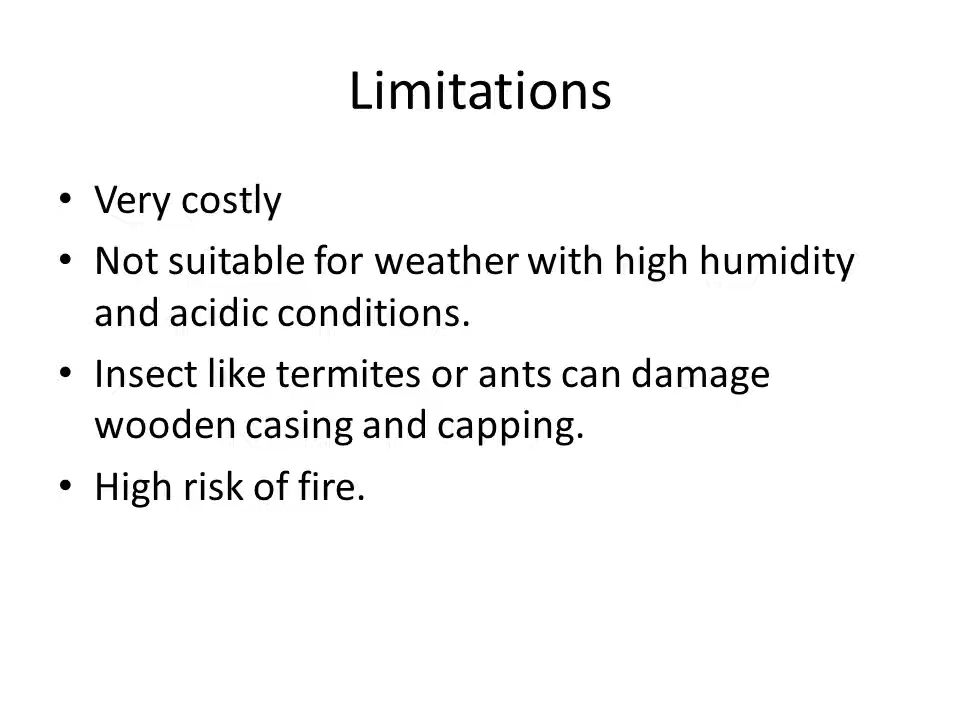 Limitations
• Very costly
• Not suitable for weather with high humidity
and acidic conditions.
• Insect like termites or ants can damage
wooden casing and capping.
• High risk of fire.